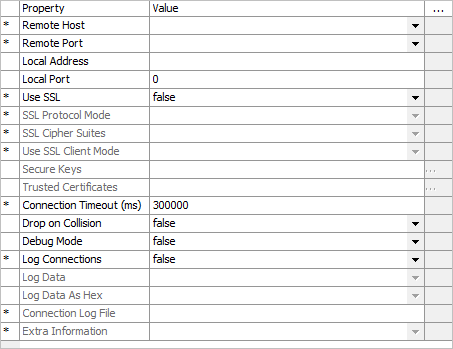 Property Value ...
* Remote Host
* Remote Port
Local Address
Local Port 0
* Use SSL false
* SSL Protocol Mode
* SSL Cipher Suites
* Use SSL Client Mode
Secure Keys ...
Trusted Certificates ...
* Connection Timeout (ms) 300000
Drop on Collision false
Debug Mode false
* Log Connections false
Log Data
Log Data As Hex
* Connection Log File
* Extra Information